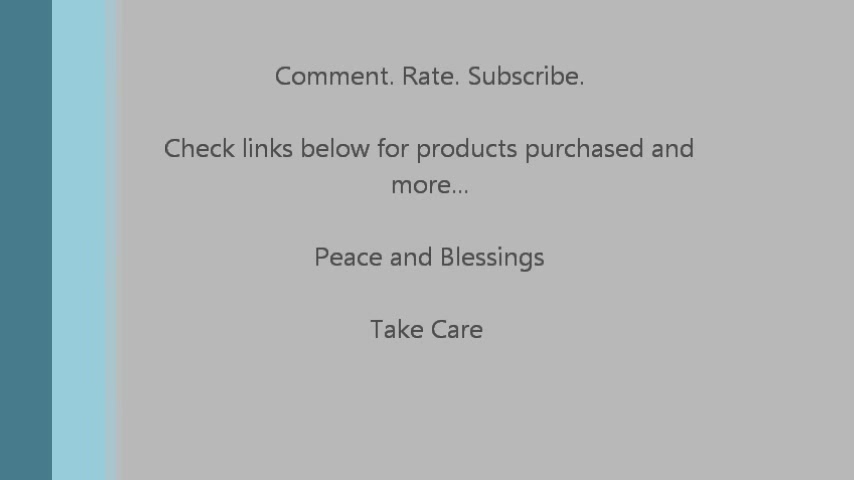 Comment. Rate. Subscribe.
Check links below for products purchased and
more...
Peace and Blessings
Take Care